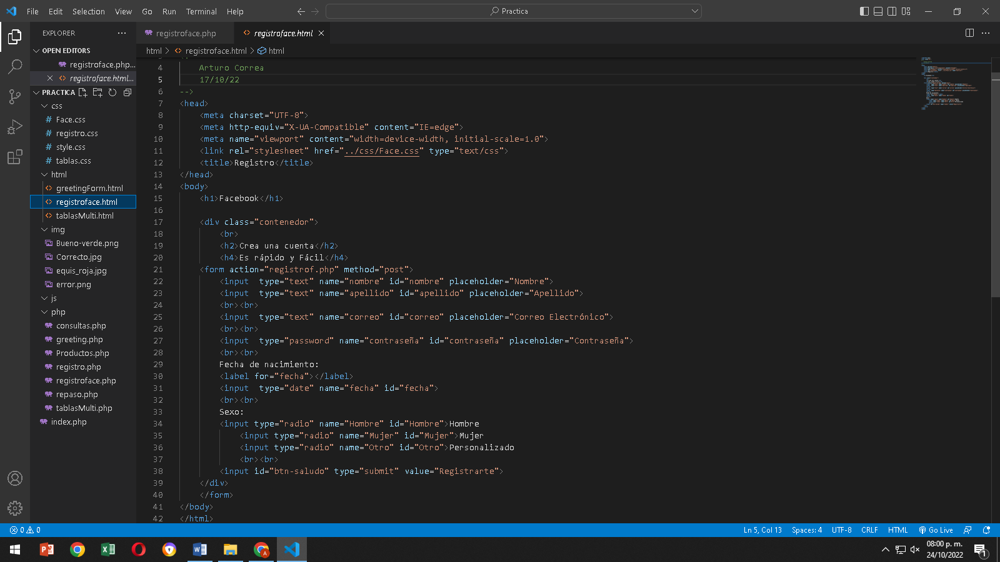 File Edit Selection View Go Run Terminal Help
Practica
EXPLORER
registroface.php
registroface.html
OPEN EDITORS
html > registroface.html > html
registroface.php...
registroface.html...
PRACTICA
css
Face.css
registro.css
style.css
tablas.css
html
greetingForm.html
registroface.html
tablasMulti.html
img
Bueno-verde.png
Correcto.jpg
equis_roja.jpg
error.png
js
php
consultas.php
greeting.php
Productos.php
registro.php
registroface.php
repaso.php
tablasMulti.php
index.php
4 Arturo Correa
5 17/10/22
6 -->
7 <head>
8 <meta charset="UTF-8">
9 <meta http-equiv="X-UA-Compatible" content="IE=edge">
10 <meta name="viewport" content="width=device-width, initial-scale=1.0">
11 <link rel="stylesheet" href="../css/Face.css" type="text/css">
12 <title>Registro</title>
13 </head>
14 <body>
15 <h1>Facebook</h1>
16
17 <div class="contenedor">
18 <br>
19 <h2>Crea una cuenta</h2>
20 <h4>Es rápido y Fácil</h4>
21 <form action="registrof.php" method="post">
22 <input  type="text" name="nombre" id="nombre" placeholder="Nombre">
23 <input  type="text" name="apellido" id="apellido" placeholder="Apellido">
24 <br><br>
25 <input  type="text" name="correo" id="correo" placeholder="Correo Electrónico">
26 <br><br>
27 <input  type="password" name="contraseña" id="contraseña" placeholder="Contraseña">
28 <br><br>
29 Fecha de nacimiento:
30 <label for="fecha"></label>
31 <input  type="date" name="fecha" id="fecha">
32 <br><br>
33 Sexo:
34 <input type="radio" name="Hombre" id="Hombre">Hombre
35 <input type="radio" name="Mujer" id="Mujer">Mujer
36 <input type="radio" name="Otro" id="Otro">Personalizado
37 <br><br>
38 <input id="btn-saludo" type="submit" value="Registrarte">
39 </div>
40 </form>
41 </body>
42 </html>
0 0
Ln 5, Col 13 Spaces: 4 UTF-8 CRLF HTML Go Live
08:00 p. m.
24/10/2022
1